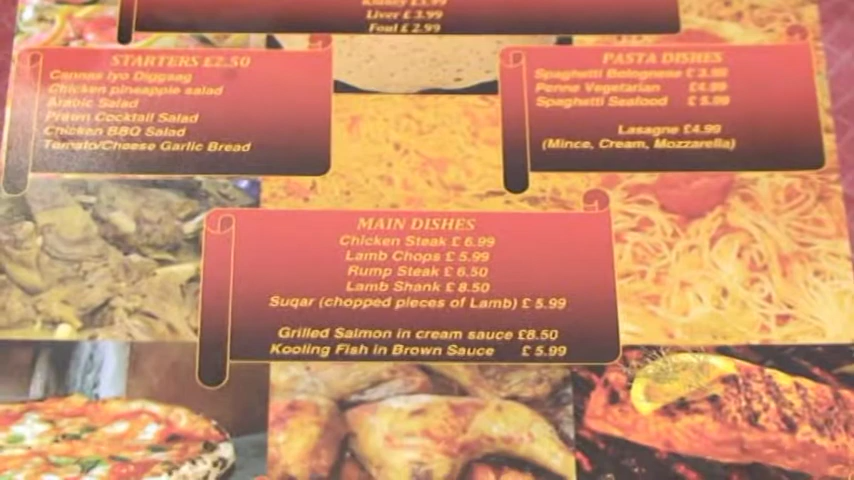 Kidney £3.99
Liver £ 3.99
Foul £ 2.99
STARTERS £2.50
Cannas iyo Diggaag
Chicken pineapple salad
Arabic Salad
Prawn Cocktail Salad
Chicken BBQ Salad
Tomato/Cheese Garlic Bread
PASTA DISHES
Spaghetti Bolognese £ 3.99
Penne Vegetarian £4.99
Spaghetti Seafood £ 5.99
Lasagne £4.99
(Mince, Cream, Mozzarella)
MAIN DISHES
Chicken Steak £ 6.99
Lamb Chops £ 5.99
Rump Steak £ 6.50
Lamb Shank £ 8.50
Suqar (chopped pieces of Lamb) £ 5.99
Grilled Salmon in cream sauce £8.50
Kooling Fish in Brown Sauce £ 5.99